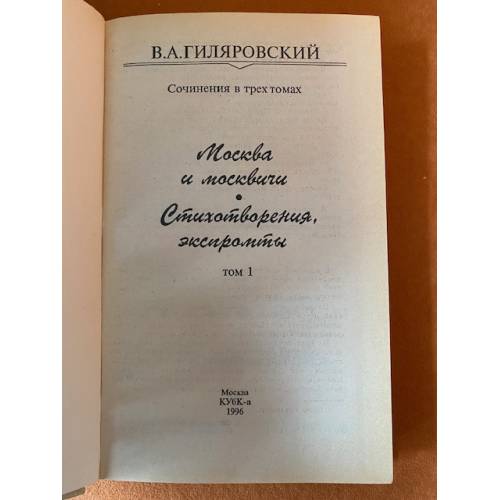 В.А.ГИЛЯРОВСКИЙ
Сочинения в трех томах
Москва
и москвичи
•
Стихотворения,
экспромты
том 1
Москва
КУбК-а
1996